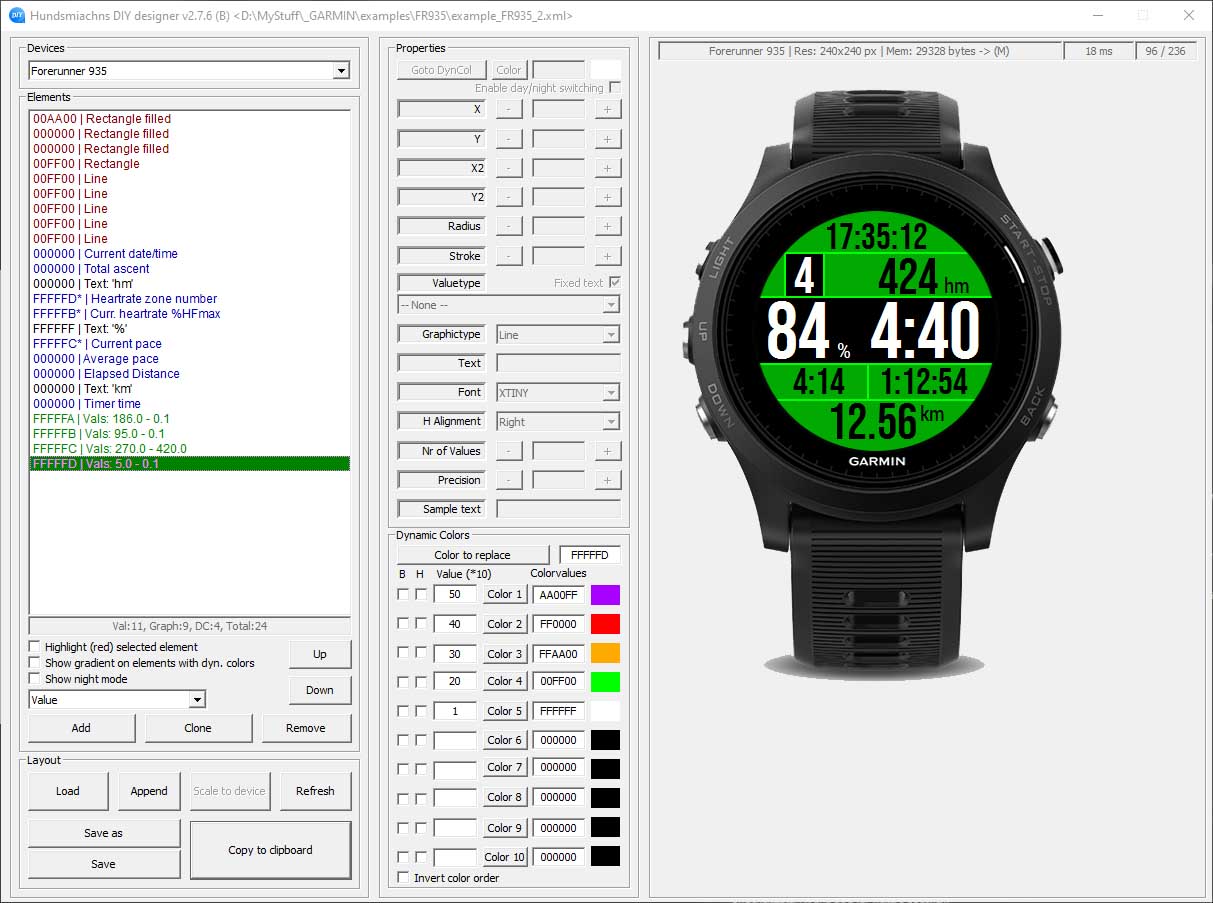 Hundsmiachns DIY designer v2.7.6 (B) <D:\MyStuff\_GARMIN\examples\FR935\example_FR935_2.xml>
Devices
Forerunner 935
Elements
00AA00 | Rectangle filled
000000 | Rectangle filled
000000 | Rectangle filled
00FF00 | Rectangle
00FF00 | Line
00FF00 | Line
00FF00 | Line
00FF00 | Line
00FF00 | Line
000000 | Current date/time
000000 | Total ascent
000000 | Text: 'hm'
FFFFFD* | Heartrate zone number
FFFFFB* | Curr. heartrate %HFmax
FFFFFF | Text: '%'
FFFFFC* | Current pace
000000 | Average pace
000000 | Elapsed Distance
000000 | Text: 'km'
000000 | Timer time
FFFFFA | Vals: 186.0 - 0.1
FFFFFB | Vals: 95.0 - 0.1
FFFFFC | Vals: 270.0 - 420.0
FFFFFD | Vals: 5.0 - 0.1
Val:11, Graph:9, DC:4, Total:24
Highlight (red) selected element
Show gradient on elements with dyn. colors
Show night mode
Up
Down
Value
Add Clone Remove
Layout
Load Append Scale to device Refresh
Save as
Save
Copy to clipboard
Properties
Goto DynCol Color
Enable day/night switching
X - +
Y - +
X2 - +
Y2 - +
Radius - +
Stroke - +
Valuetype Fixed text
-- None --
Graphictype Line
Text
Font XTINY
H Alignment Right
Nr of Values - +
Precision - +
Sample text
Dynamic Colors
Color to replace FFFFFD
B H Value (*10) Colorvalues
50 Color 1 AA00FF
40 Color 2 FF0000
30 Color 3 FFAA00
20 Color 4 00FF00
1 Color 5 FFFFFF
Color 6 000000
Color 7 000000
Color 8 000000
Color 9 000000
Color 10 000000
Invert color order
Forerunner 935 | Res: 240x240 px | Mem: 29328 bytes -> (M)
18 ms
96 / 236
LIGHT
UP
DOWN
START·STOP
BACK
17:35:12
4 424 hm
84 % 4:40
4:14 1:12:54
12.56 km
GARMIN